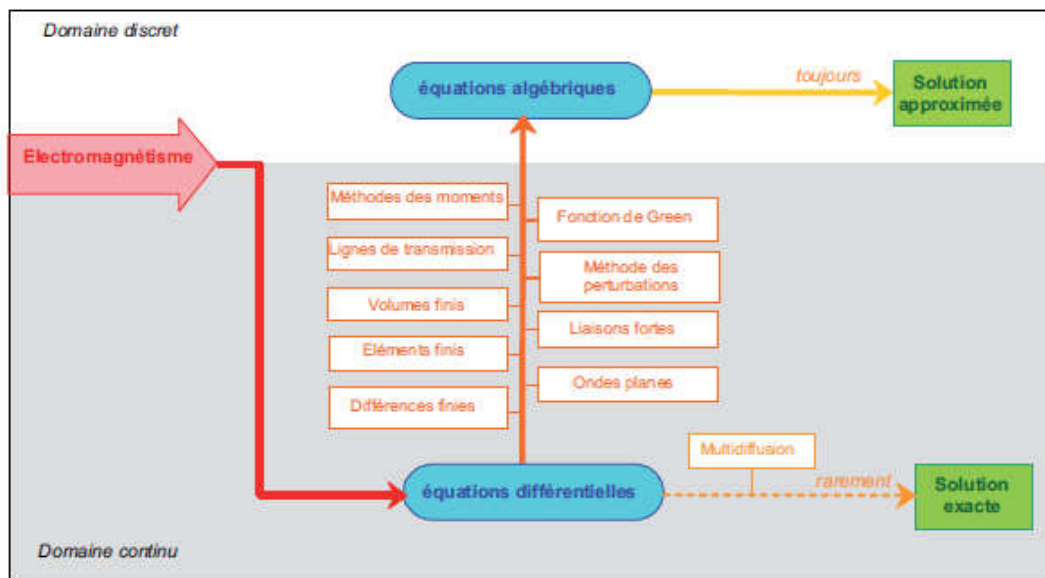 Domaine discret
équations algébriques
toujours
Solution
approximée
Electromagnétisme
Méthodes des moments
Fonction de Green
Lignes de transmission
Méthode des
perturbations
Volumes finis
Liaisons fortes
Eléments finis
Ondes planes
Différences finies
Multidiffusion
équations différentielles
rarement
Solution
exacte
Domaine continu